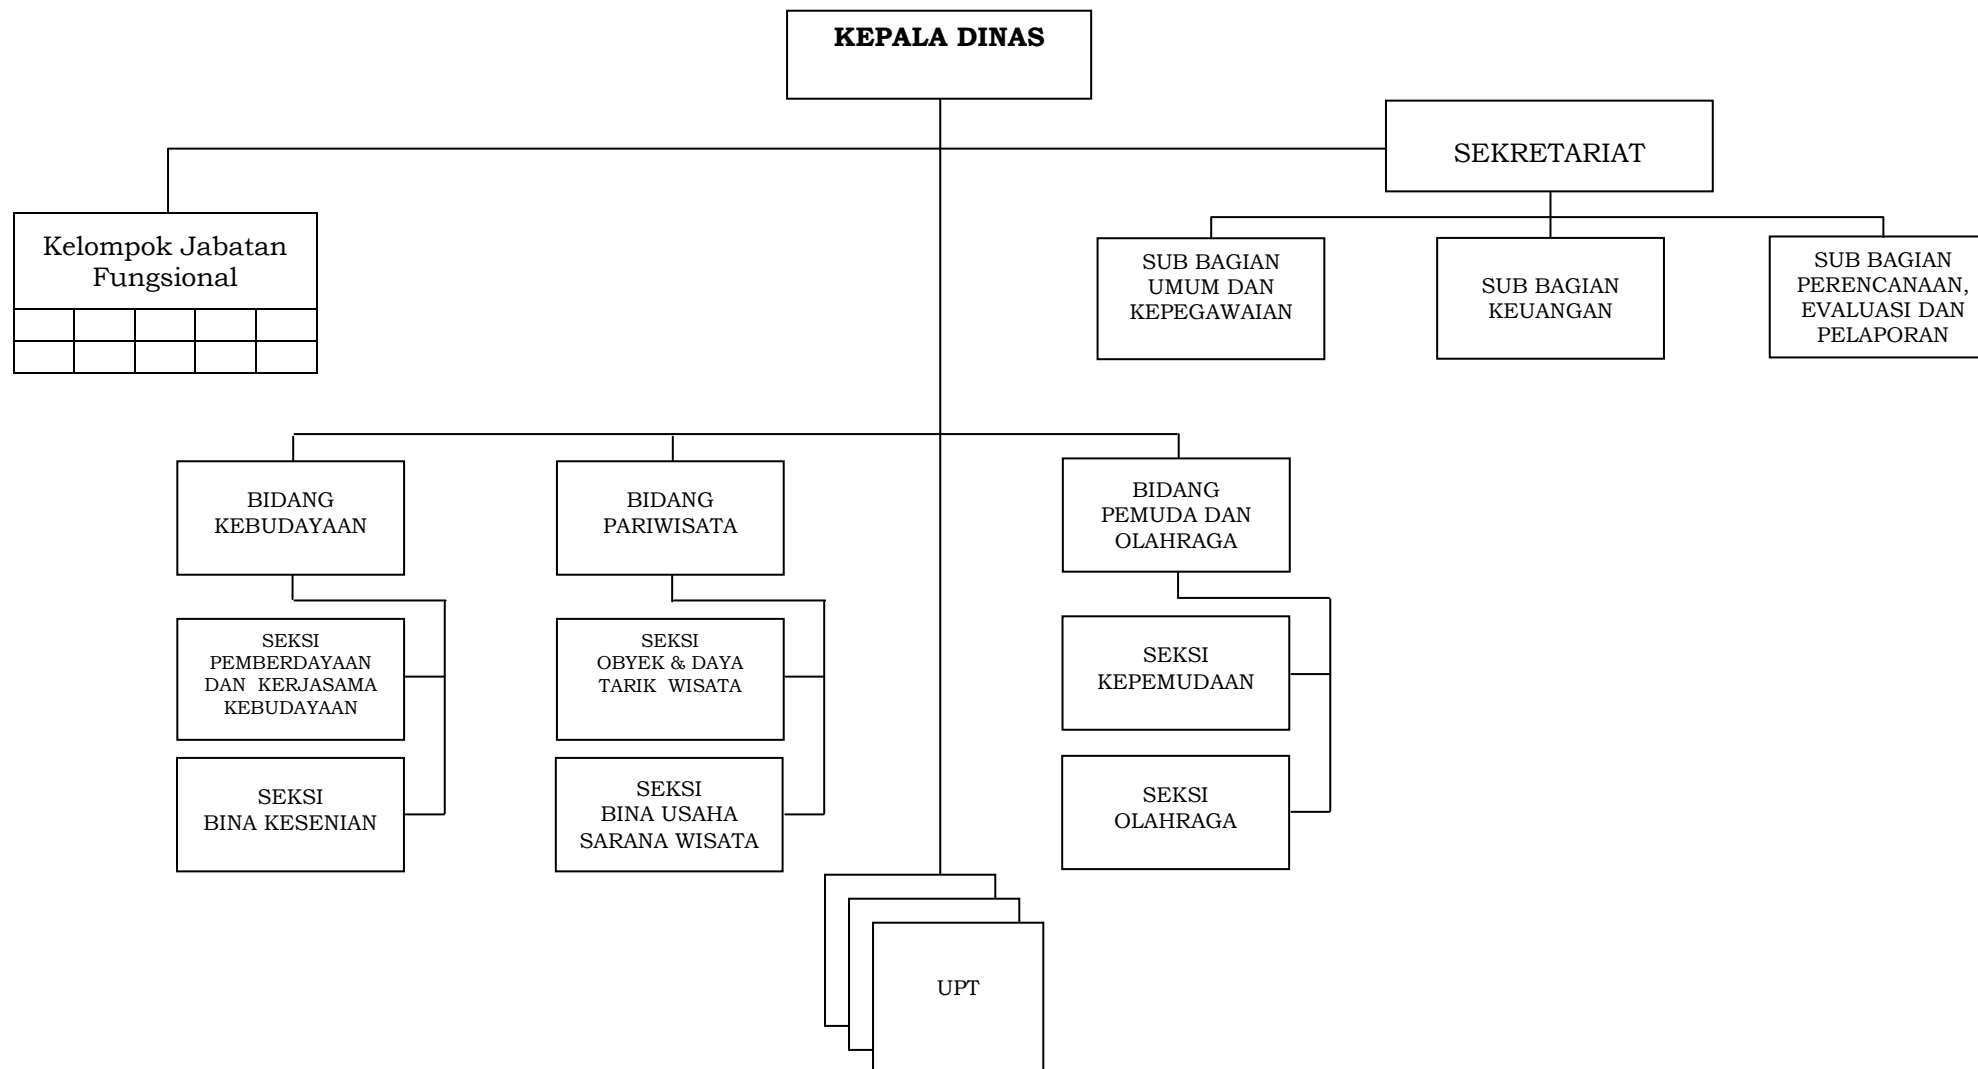 KEPALA DINAS
SEKRETARIAT
Kelompok Jabatan
Fungsional
SUB BAGIAN
UMUM DAN
KEPEGAWAIAN
SUB BAGIAN
KEUANGAN
SUB BAGIAN
PERENCANAAN,
EVALUASI DAN
PELAPORAN
BIDANG
KEBUDAYAAN
BIDANG
PARIWISATA
BIDANG
PEMUDA DAN
OLAHRAGA
SEKSI
PEMBERDAYAAN
DAN  KERJASAMA
KEBUDAYAAN
SEKSI
OBYEK & DAYA
TARIK  WISATA
SEKSI
KEPEMUDAAN
SEKSI
BINA KESENIAN
SEKSI
BINA USAHA
SARANA WISATA
SEKSI
OLAHRAGA
UPT